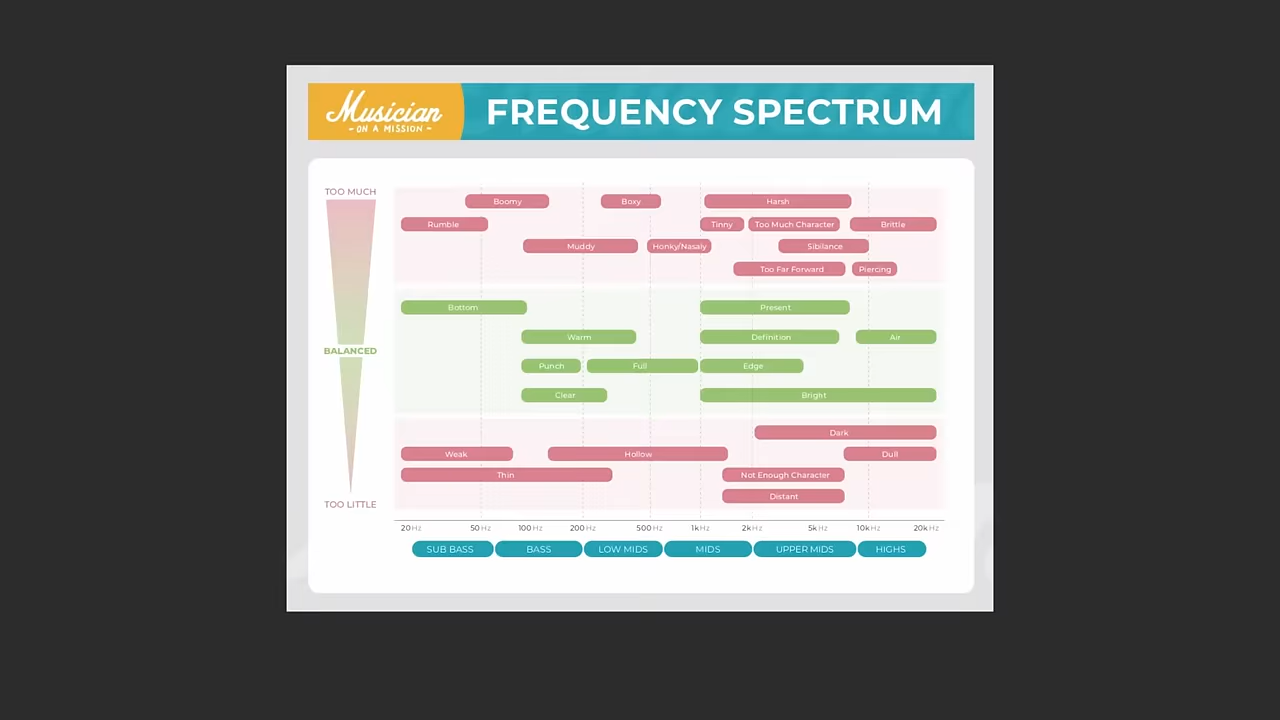 Musician
- ON A MISSION -
FREQUENCY SPECTRUM
TOO MUCH
Boomy
Boxy
Harsh
Rumble
Tinny
Too Much Character
Brittle
Muddy
Honky/Nasaly
Sibilance
Too Far Forward
Piercing
Bottom
Present
Warm
Definition
Air
BALANCED
Punch
Full
Edge
Clear
Bright
Dark
Weak
Hollow
Dull
Thin
Not Enough Character
Distant
TOO LITTLE
20 Hz 50 Hz 100 Hz 200 Hz 500 Hz 1k Hz 2k Hz 5k Hz 10k Hz 20k Hz
SUB BASS BASS LOW MIDS MIDS UPPER MIDS HIGHS